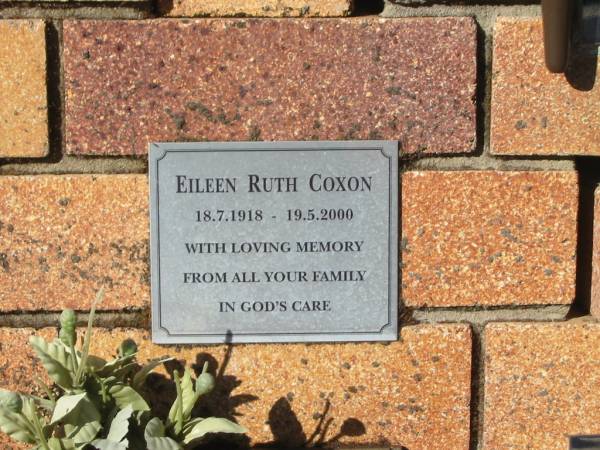 EILEEN RUTH COXON
18.7.1918 - 19.5.2000
WITH LOVING MEMORY
FROM ALL YOUR FAMILY
IN GOD'S CARE